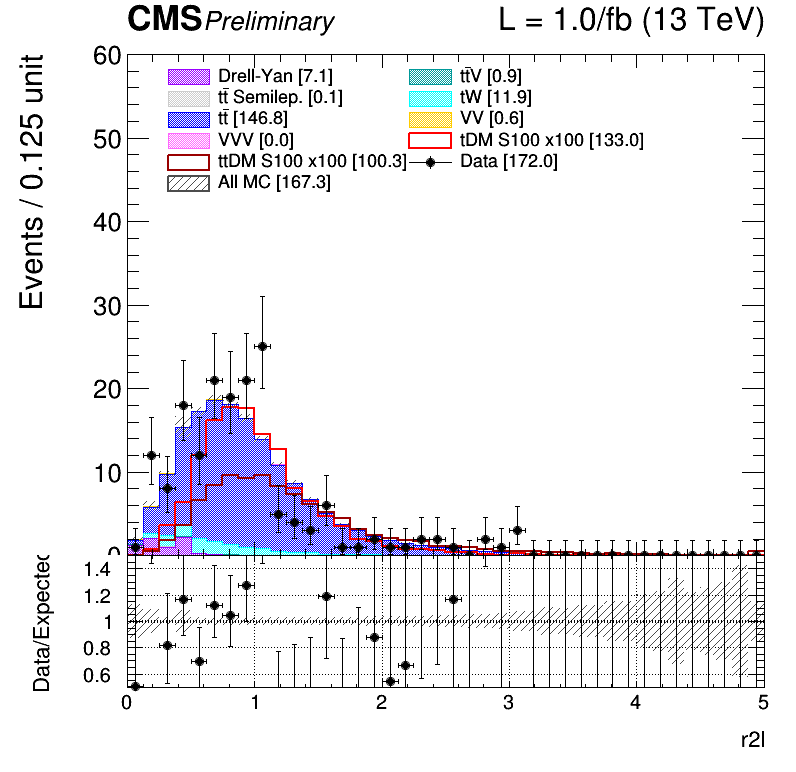 CMS Preliminary L = 1.0/fb (13 TeV)
Events / 0.125 unit
60
50
40
30
20
10
0
Drell-Yan [7.1]
tt̄ Semilep. [0.1]
tt̄ [146.8]
VVV [0.0]
ttDM S100 x100 [100.3]
All MC [167.3]
tt̄V [0.9]
tW [11.9]
VV [0.6]
tDM S100 x100 [133.0]
Data [172.0]
Data/Expected
1.4
1.2
1
0.8
0.6
0 1 2 3 4 5
r2l